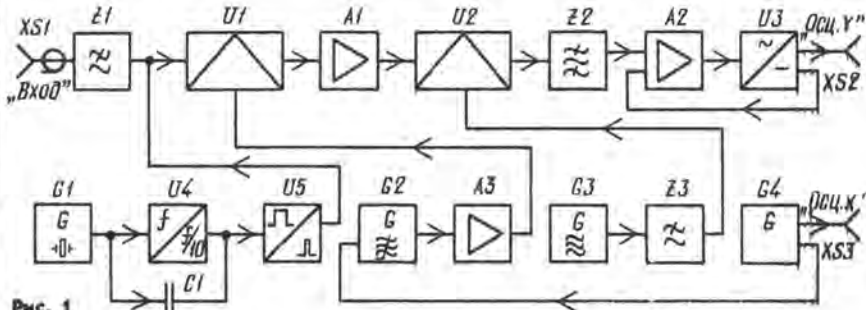 Z1
U1
A1
U2
Z2
A2
U3
XS1
„Вход"
~
—
„Осц. Y"
XS2
G1
U4
U5
G2
A3
G3
Z3
G4
G
f
f/10
G
G
G
„Осц. X"
XS3
C1
Рис. 1